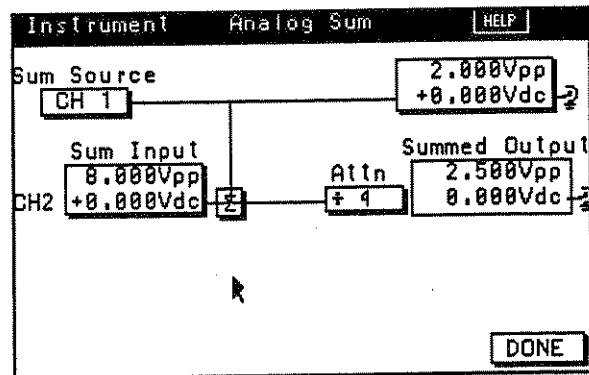 Instrument Analog Sum HELP
Sum Source
CH 1
2.000Vpp
+0.000Vdc
Sum Input
8.000Vpp
CH2 +0.000Vdc
Σ
Attn
÷ 4
Summed Output
2.500Vpp
0.000Vdc
DONE